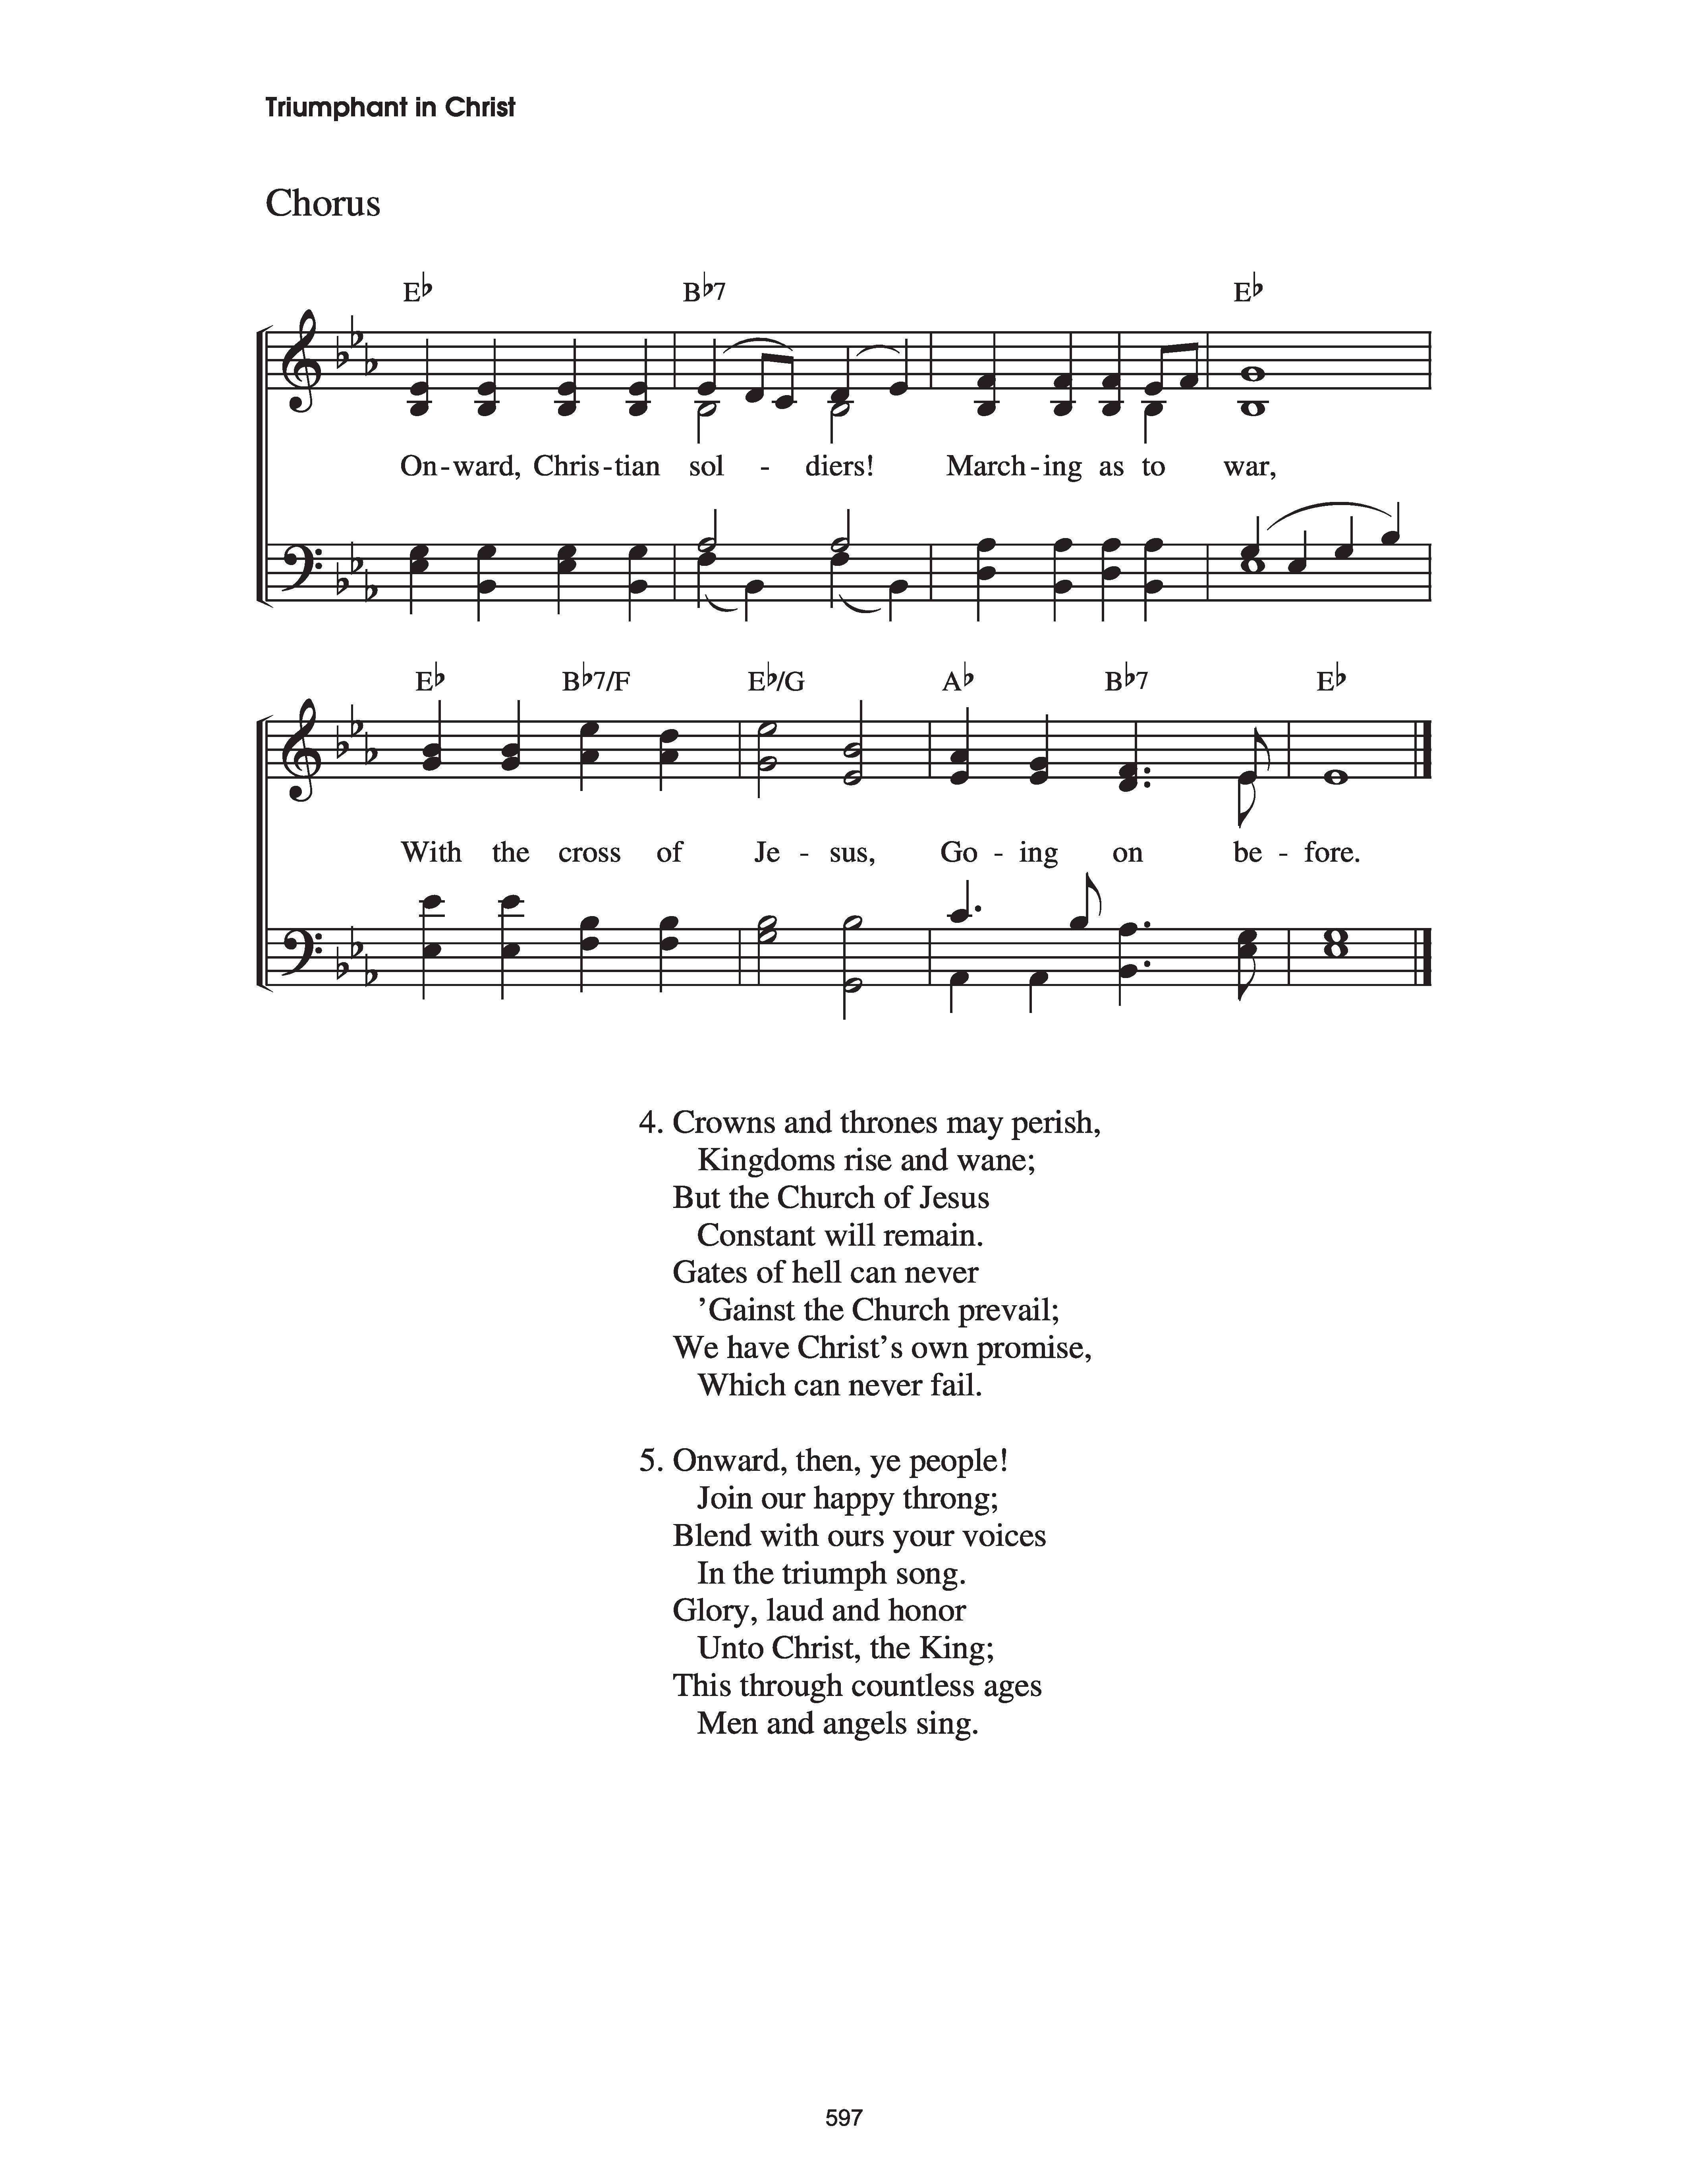 Triumphant in Christ
Chorus
E♭ B♭7 E♭
On-ward, Chris-tian sol - diers! March-ing as to war,
E♭ B♭7/F E♭/G A♭ B♭7 E♭
With the cross of Je - sus, Go - ing on be - fore.
4. Crowns and thrones may perish,
Kingdoms rise and wane;
But the Church of Jesus
Constant will remain.
Gates of hell can never
’Gainst the Church prevail;
We have Christ’s own promise,
Which can never fail.
5. Onward, then, ye people!
Join our happy throng;
Blend with ours your voices
In the triumph song.
Glory, laud and honor
Unto Christ, the King;
This through countless ages
Men and angels sing.
597